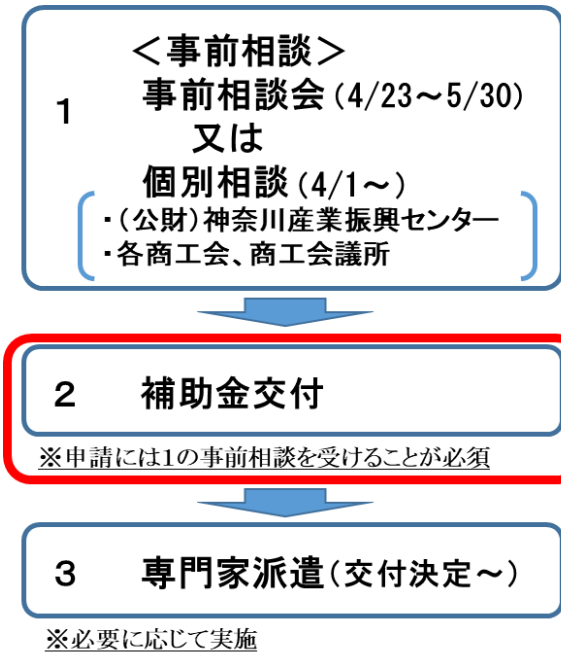 1
＜事前相談＞
事前相談会(4/23～5/30)
又は
個別相談(4/1～)
・(公財)神奈川産業振興センター
・各商工会、商工会議所
2 補助金交付
※申請には1の事前相談を受けることが必須
3 専門家派遣(交付決定～)
※必要に応じて実施